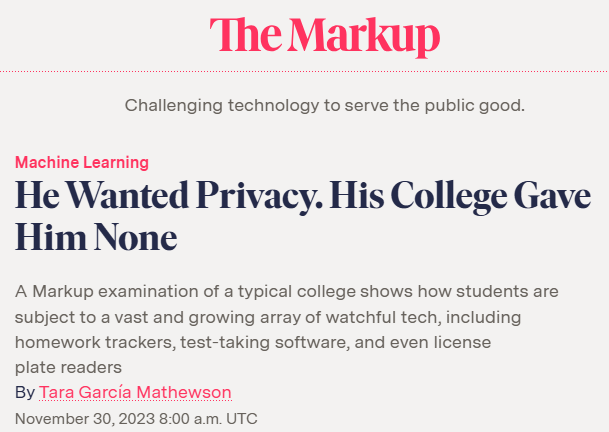 The Markup
Challenging technology to serve the public good.
Machine Learning
He Wanted Privacy. His College Gave
Him None
A Markup examination of a typical college shows how students are
subject to a vast and growing array of watchful tech, including
homework trackers, test-taking software, and even license
plate readers
By Tara García Mathewson
November 30, 2023 8:00 a.m. UTC